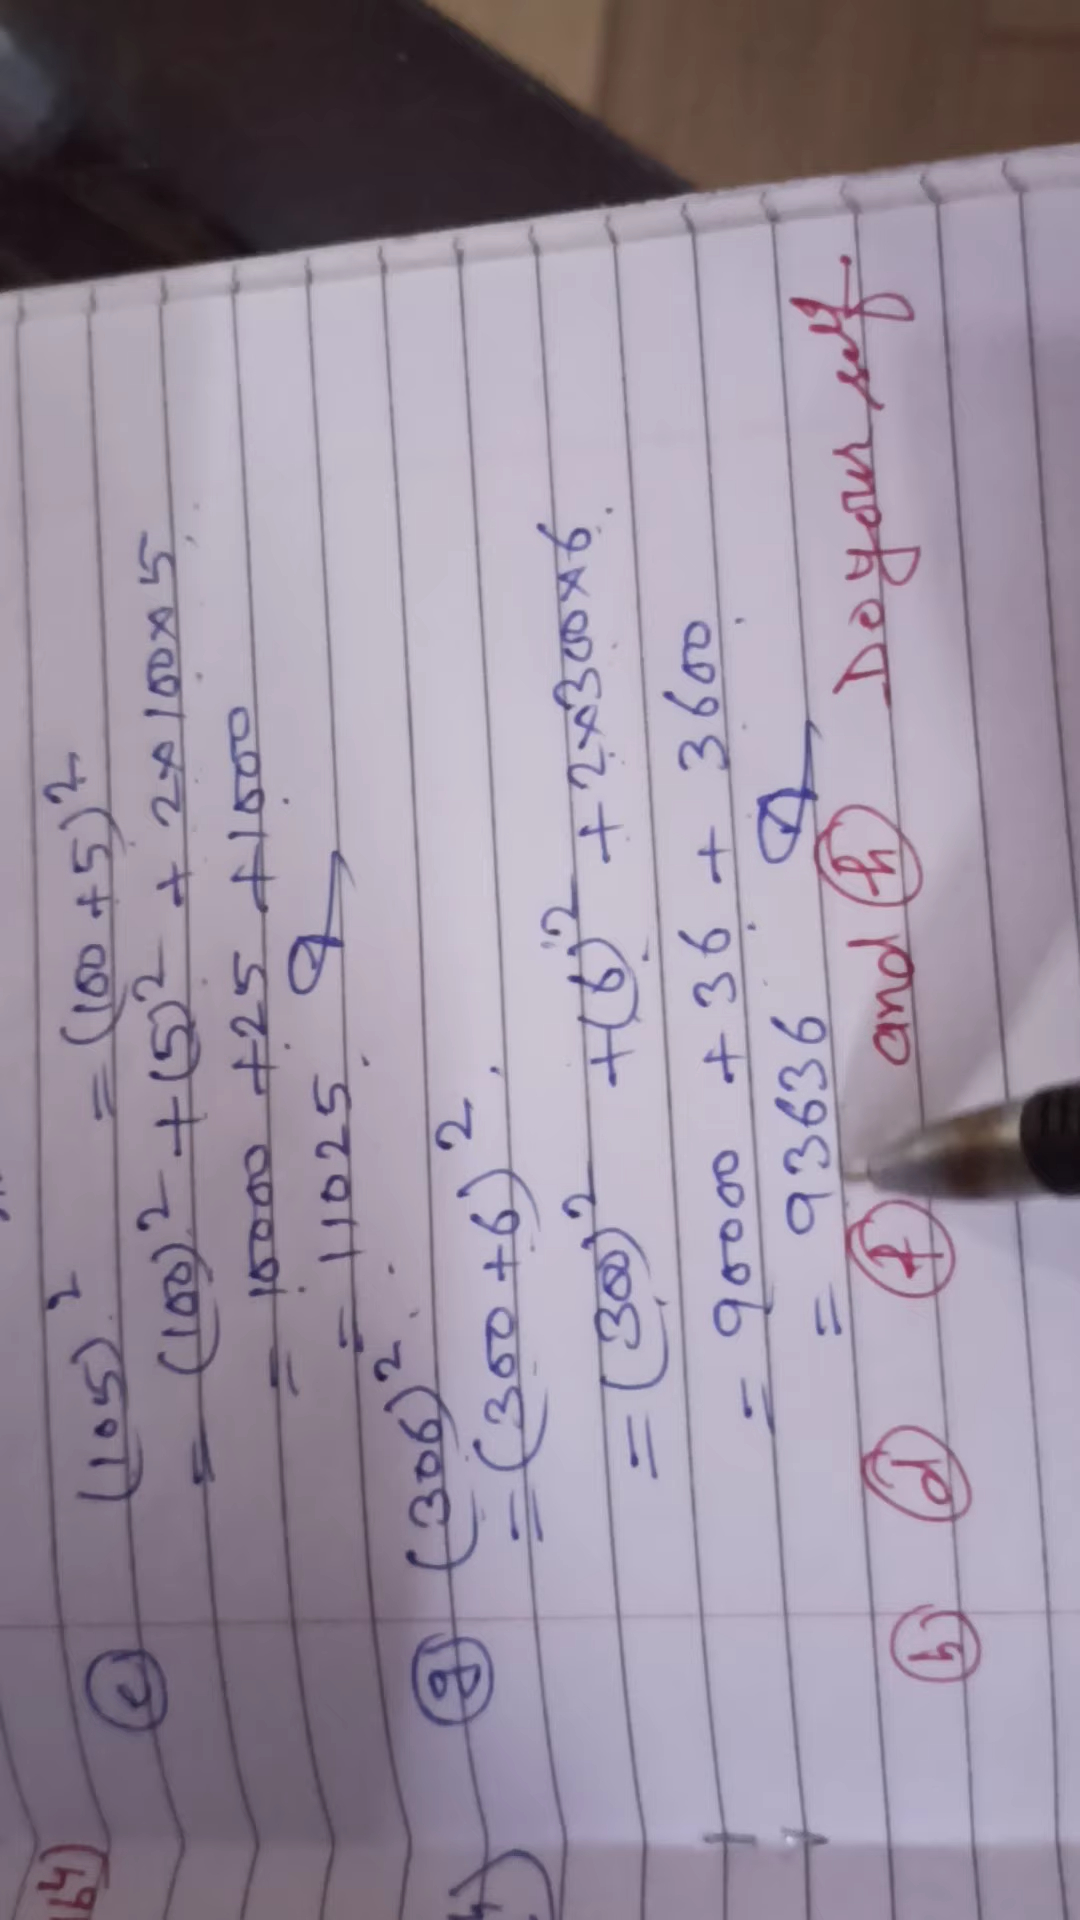 (e) (105)² = (100+5)²
= (100)² + (5)² + 2×100×5
= 10000 + 25 + 1000
= 11025
(g) (306)²
= (300+6)²
= (300)² + (6)² + 2×300×6
= 90000 + 36 + 3600
= 93636
(b) (d) (f) and (h) Do your self.